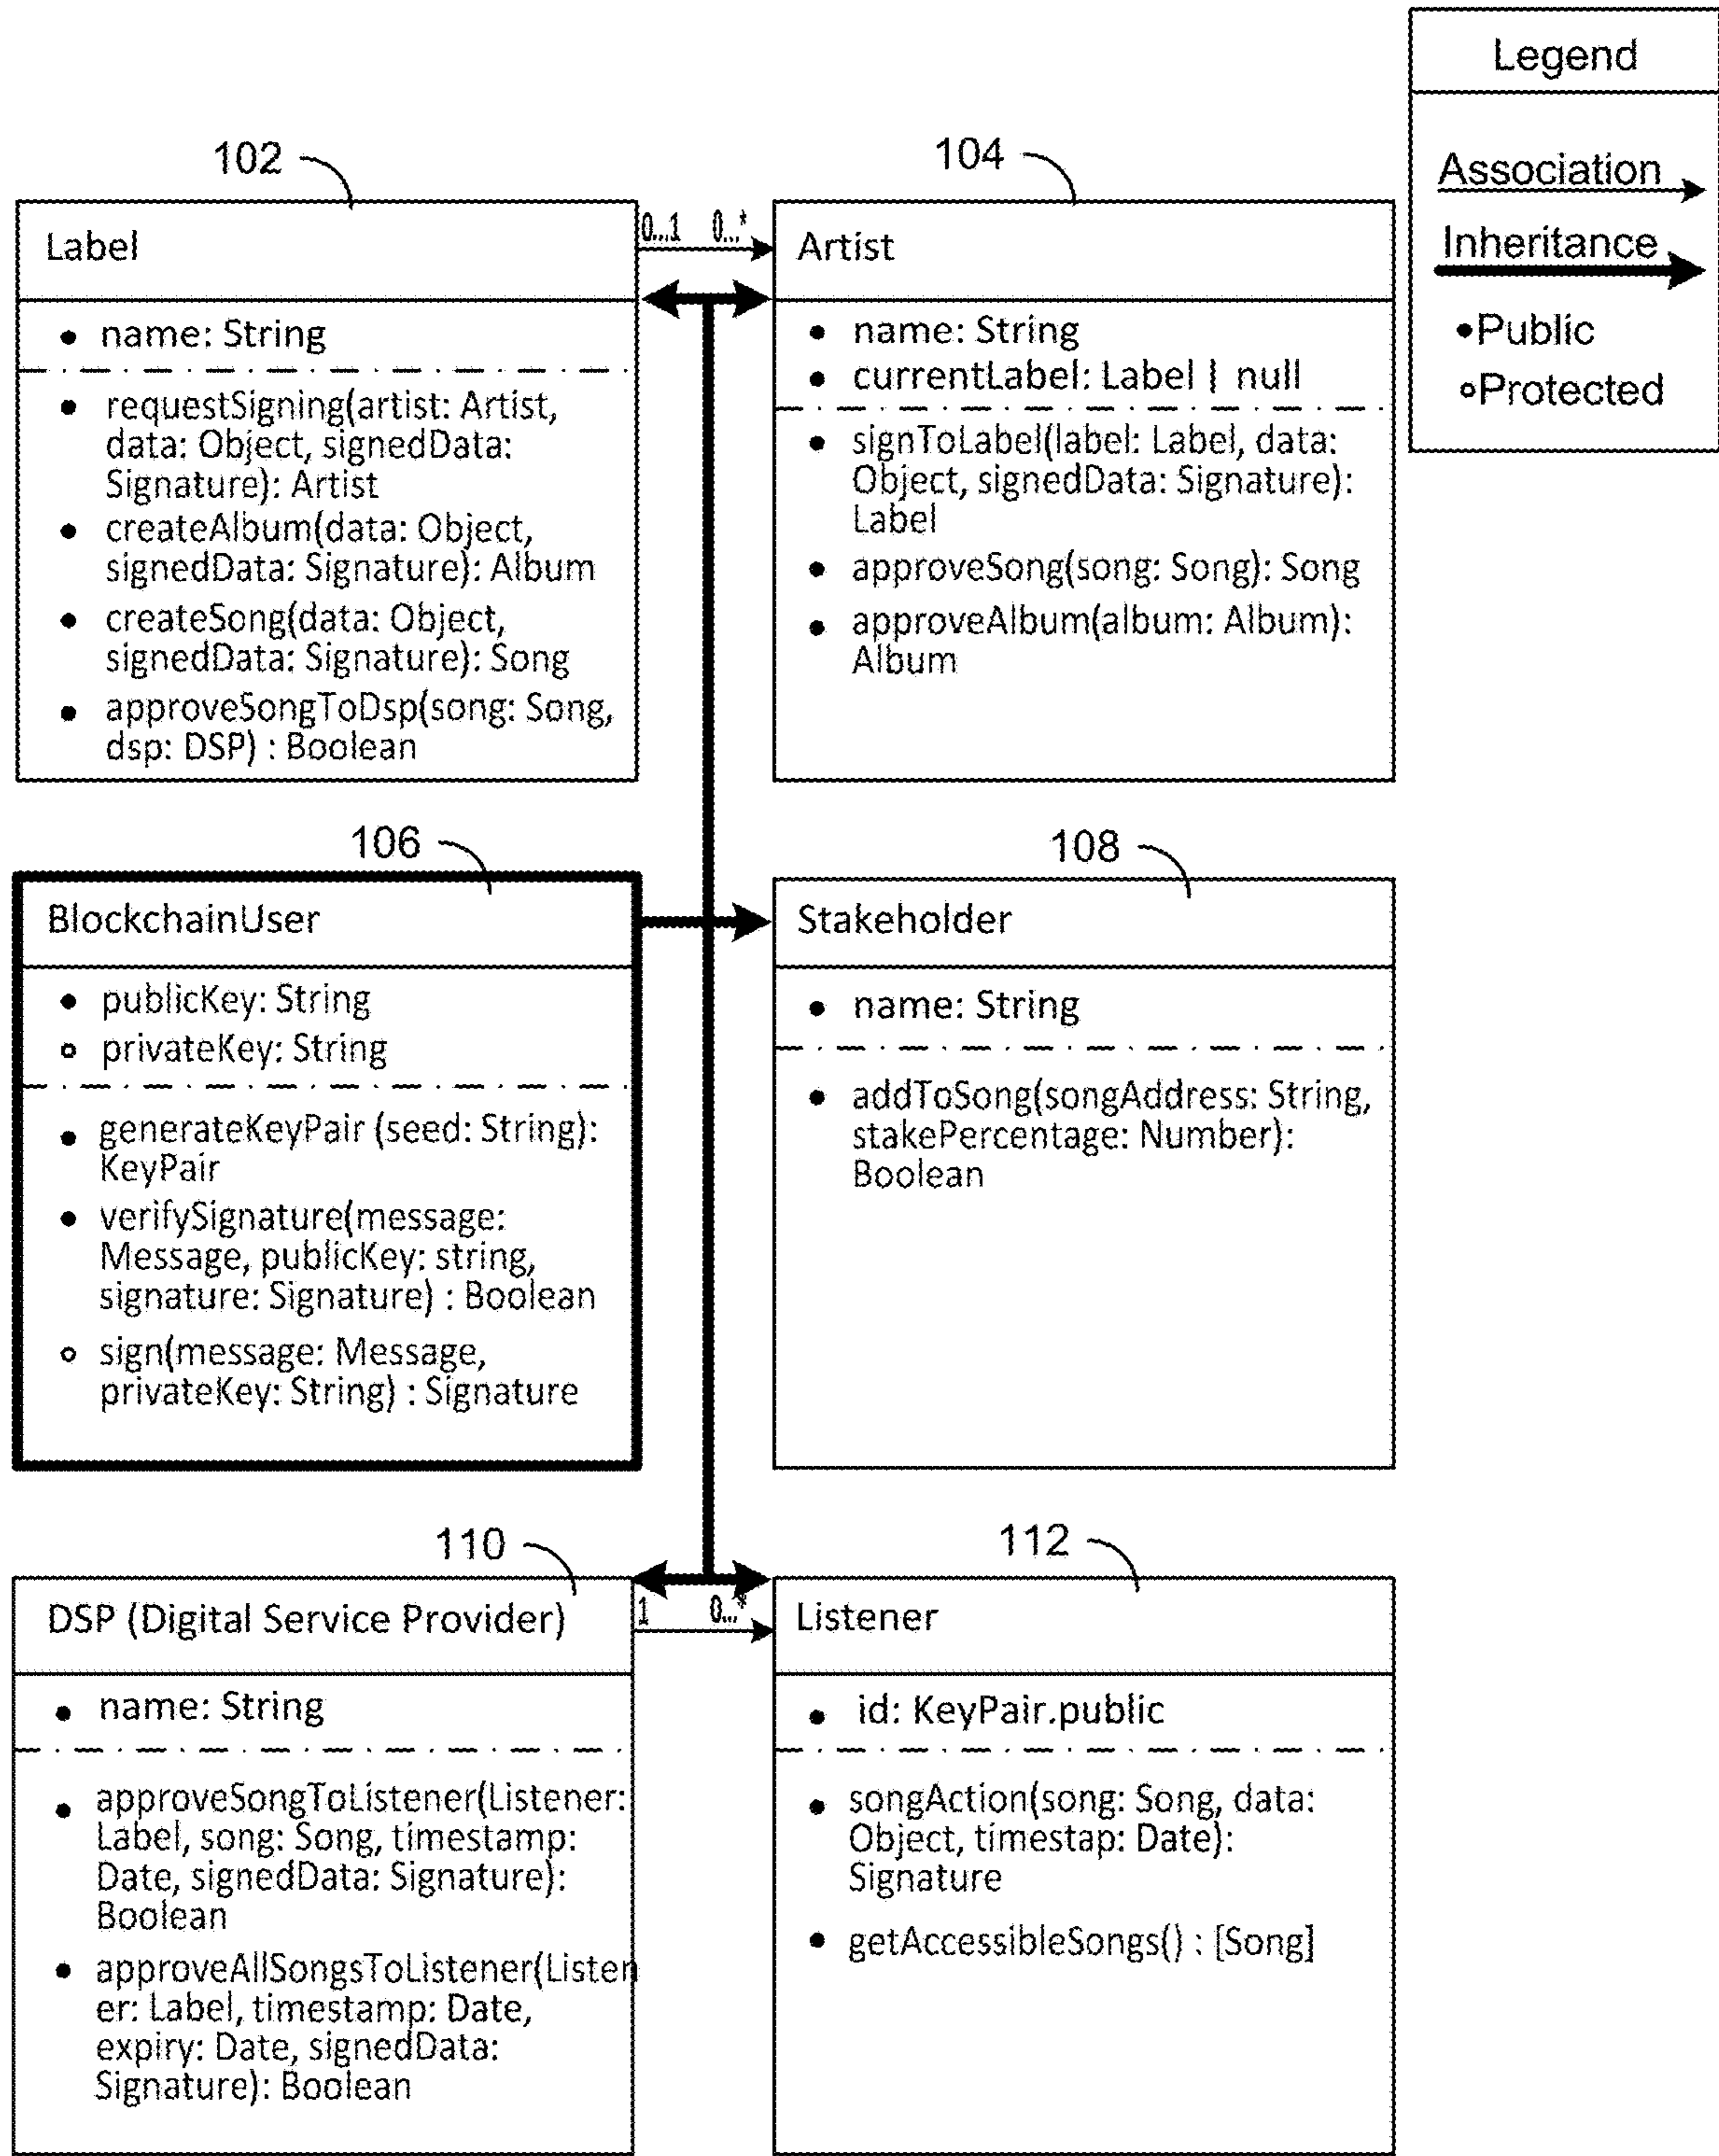 Legend
Association
Inheritance
•Public
∘Protected
102
Label
0...1 0...*
• name: String
• requestSigning(artist: Artist,
data: Object, signedData:
Signature): Artist
• createAlbum(data: Object,
signedData: Signature): Album
• createSong(data: Object,
signedData: Signature): Song
• approveSongToDsp(song: Song,
dsp: DSP) : Boolean
104
Artist
• name: String
• currentLabel: Label | null
• signToLabel(label: Label, data:
Object, signedData: Signature):
Label
• approveSong(song: Song): Song
• approveAlbum(album: Album):
Album
106
BlockchainUser
• publicKey: String
∘ privateKey: String
• generateKeyPair (seed: String):
KeyPair
• verifySignature(message:
Message, publicKey: string,
signature: Signature) : Boolean
∘ sign(message: Message,
privateKey: String) : Signature
108
Stakeholder
• name: String
• addToSong(songAddress: String,
stakePercentage: Number):
Boolean
110
DSP (Digital Service Provider)
1 0...*
• name: String
• approveSongToListener(Listener:
Label, song: Song, timestamp:
Date, signedData: Signature):
Boolean
• approveAllSongsToListener(Listen
er: Label, timestamp: Date,
expiry: Date, signedData:
Signature): Boolean
112
Listener
• id: KeyPair.public
• songAction(song: Song, data:
Object, timestap: Date):
Signature
• getAccessibleSongs() : [Song]